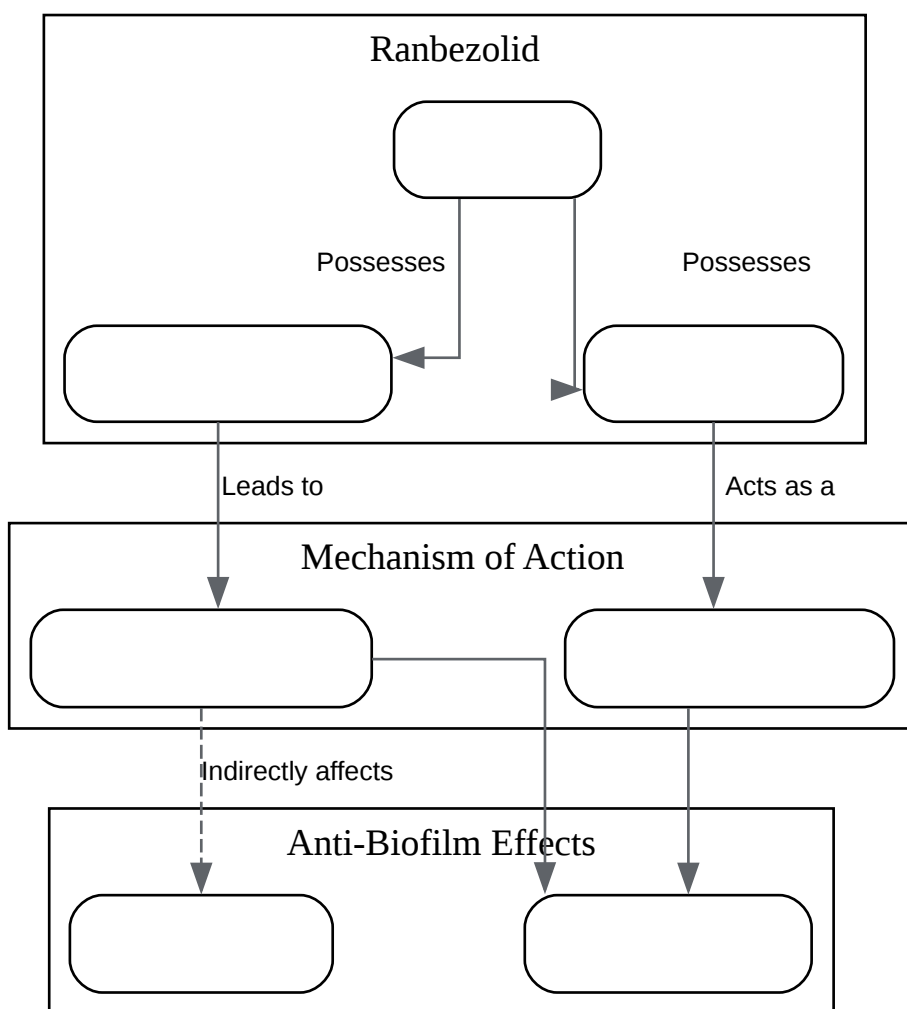 Ranbezolid
Possesses
Possesses
Leads to
Acts as a
Mechanism of Action
Indirectly affects
Anti-Biofilm Effects